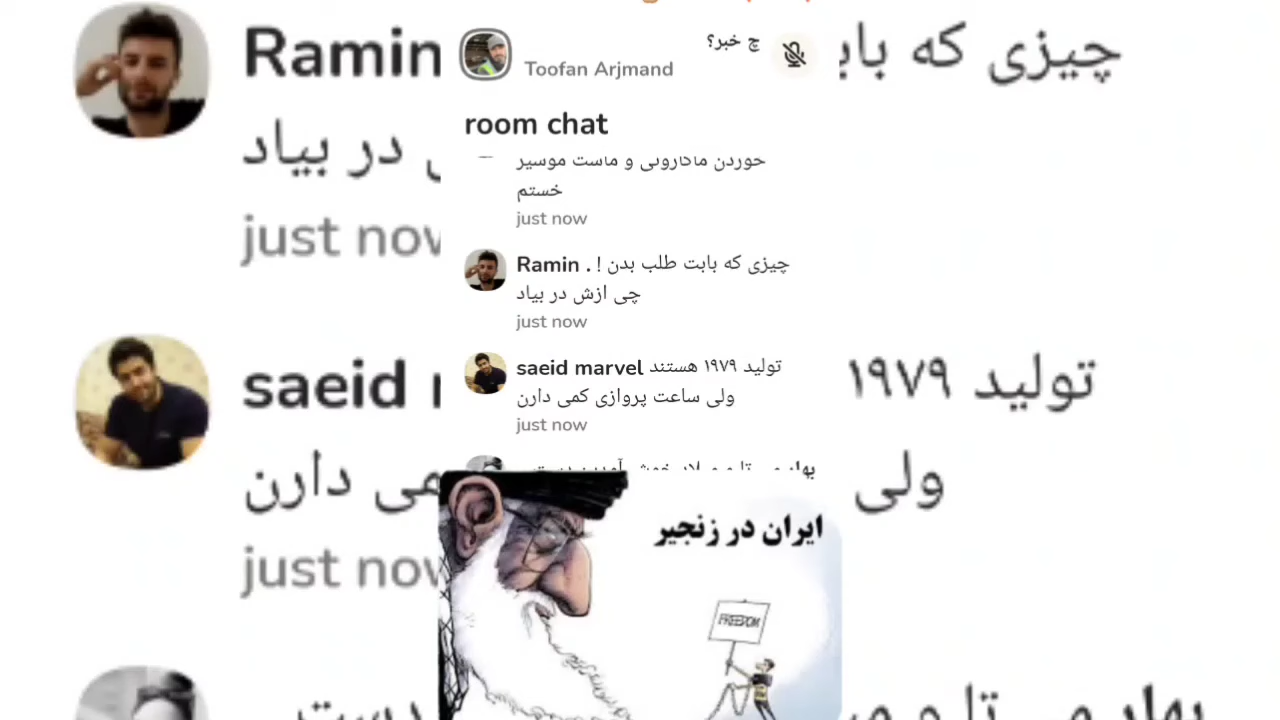 چ خبر؟
Toofan Arjmand
room chat
خوردن ماکارونی و ماست موسیر
خستم
just now
Ramin . ! چیزی که بابت طلب بدن
چی ازش در بیاد
just now
saeid marvel تولید ۱۹۷۹ هستند
ولی ساعت پروازی کمی دارن
just now
ایران در زنجیر
FREEDOM
Ramin
چیزی که
در بیاد
just now
saeid
تولید ۱۹۷۹
ولی
دارن
just now